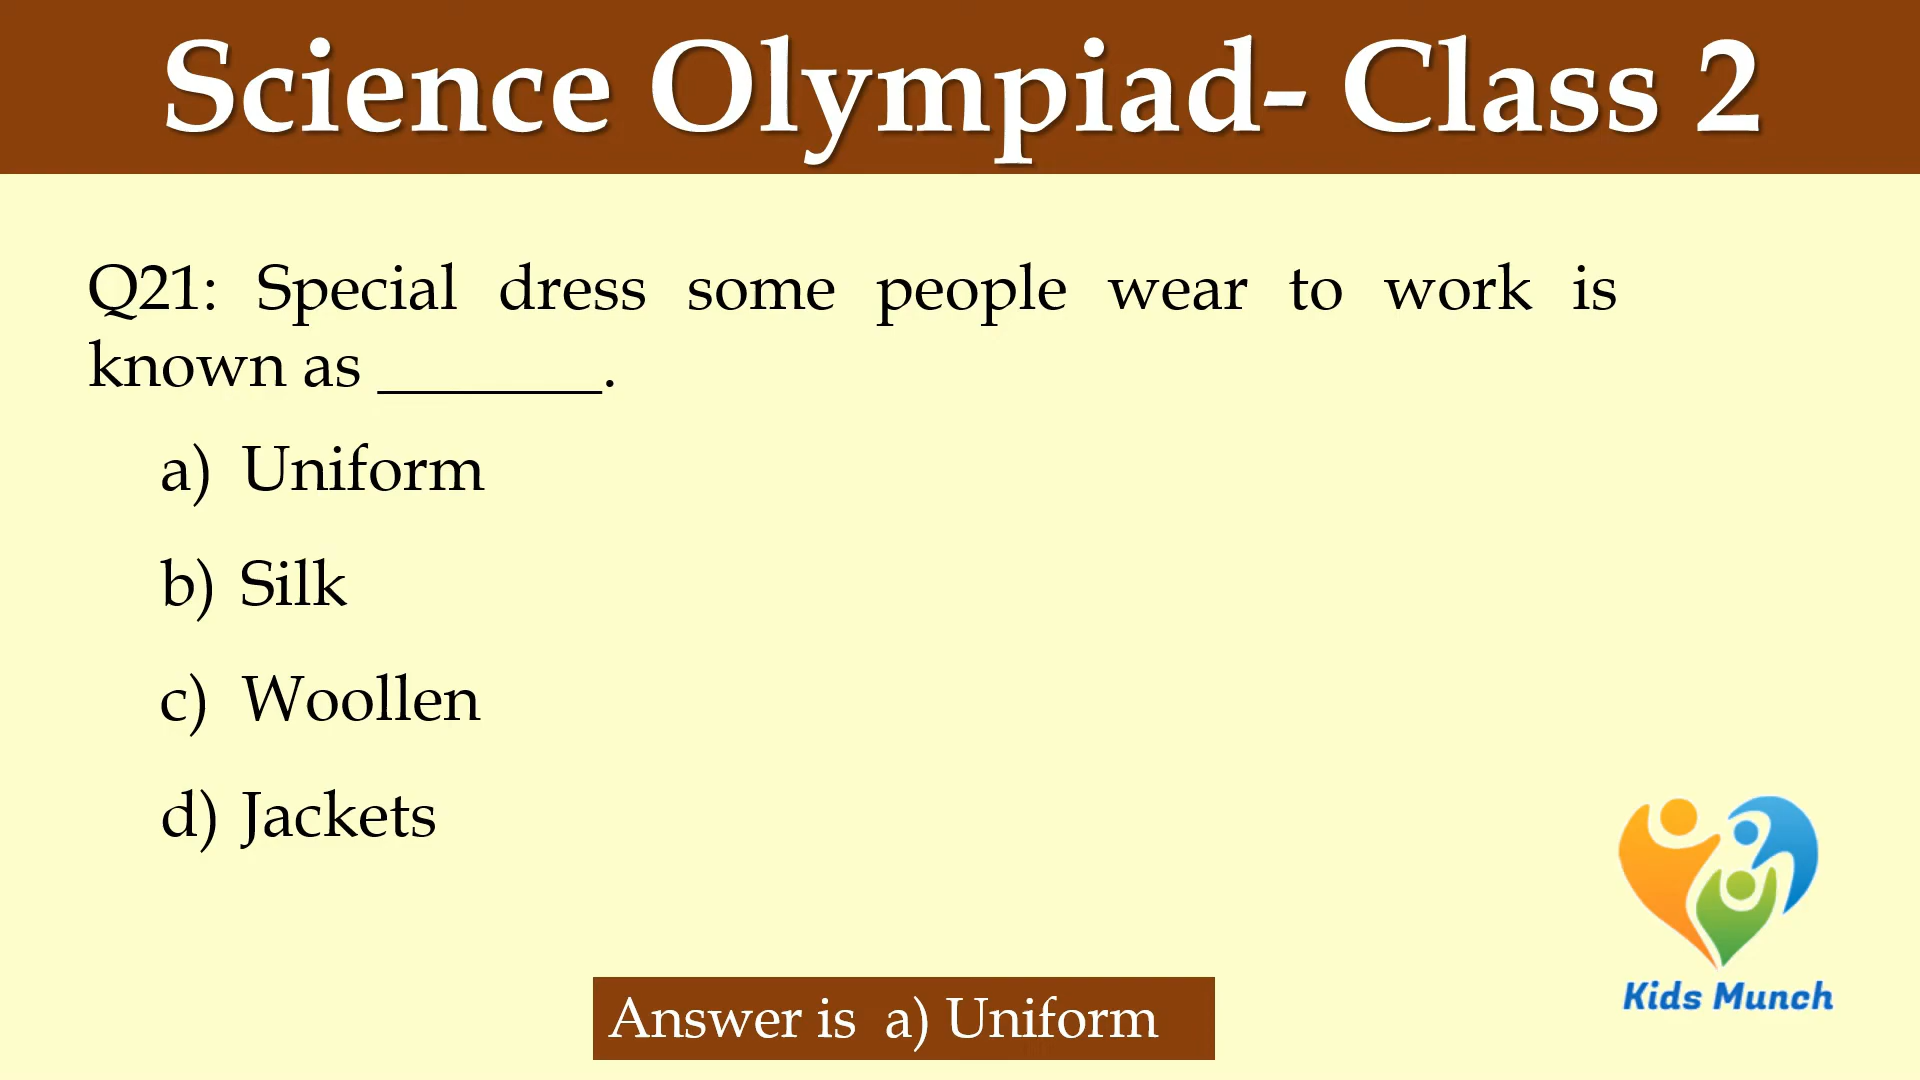 Science Olympiad- Class 2
Q21: Special dress some people wear to work is
known as _______.
a) Uniform
b) Silk
c) Woollen
d) Jackets
Kids Munch
Answer is a) Uniform